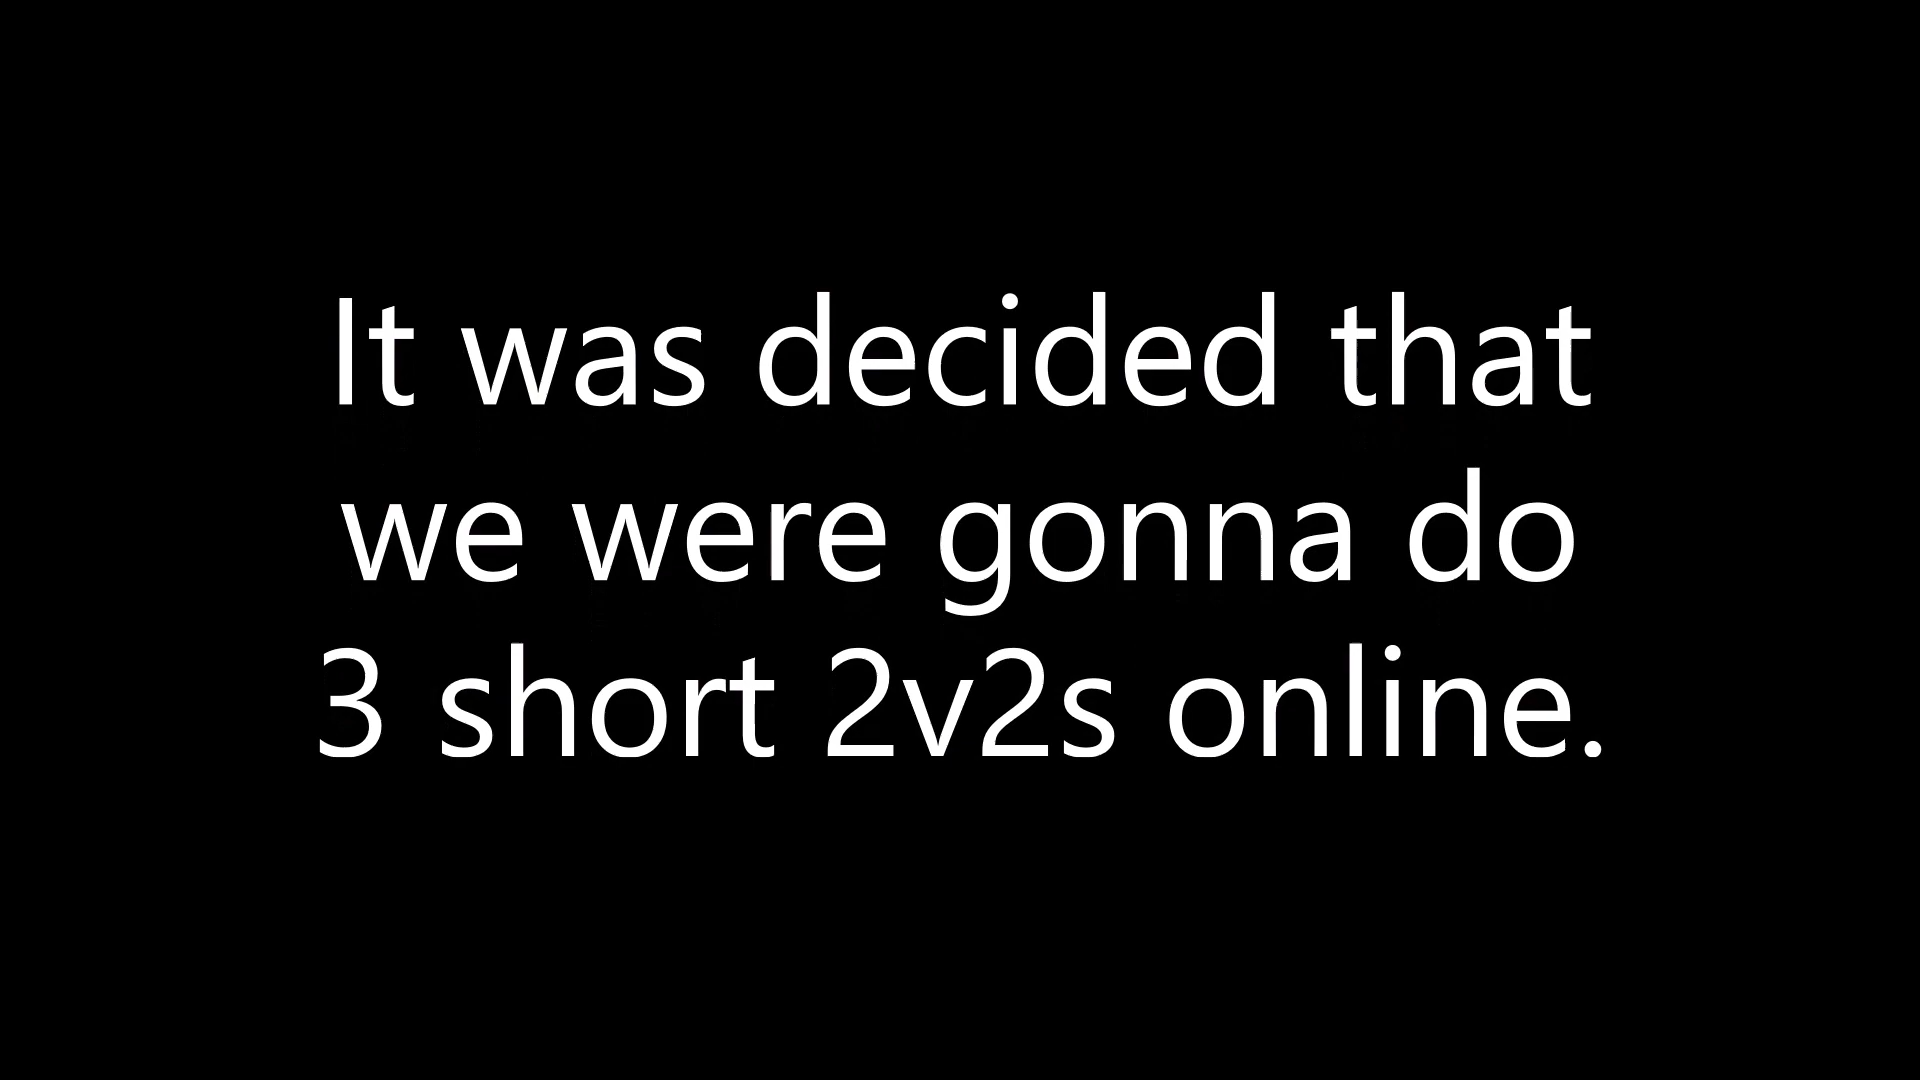 It was decided that
we were gonna do
3 short 2v2s online.